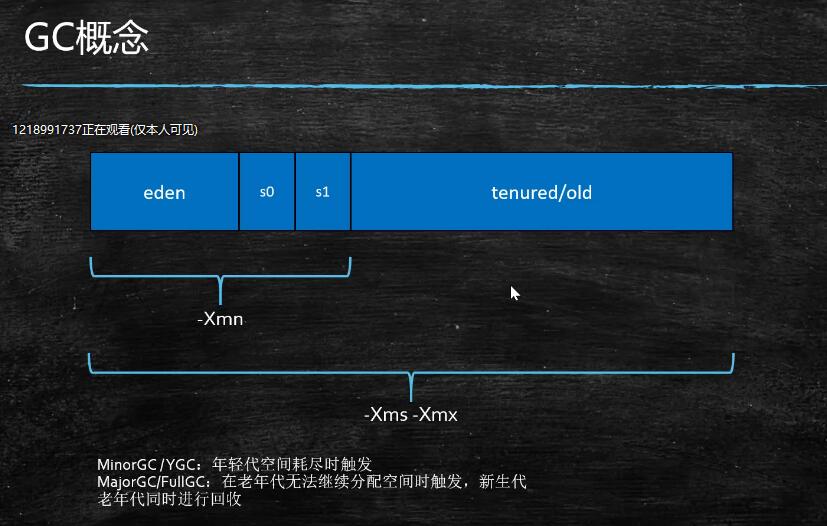 GC概念
1218991737正在观看(仅本人可见)
eden s0 s1 tenured/old
-Xmn
-Xms -Xmx
MinorGC/YGC：年轻代空间耗尽时触发
MajorGC/FullGC：在老年代无法继续分配空间时触发，新生代
老年代同时进行回收